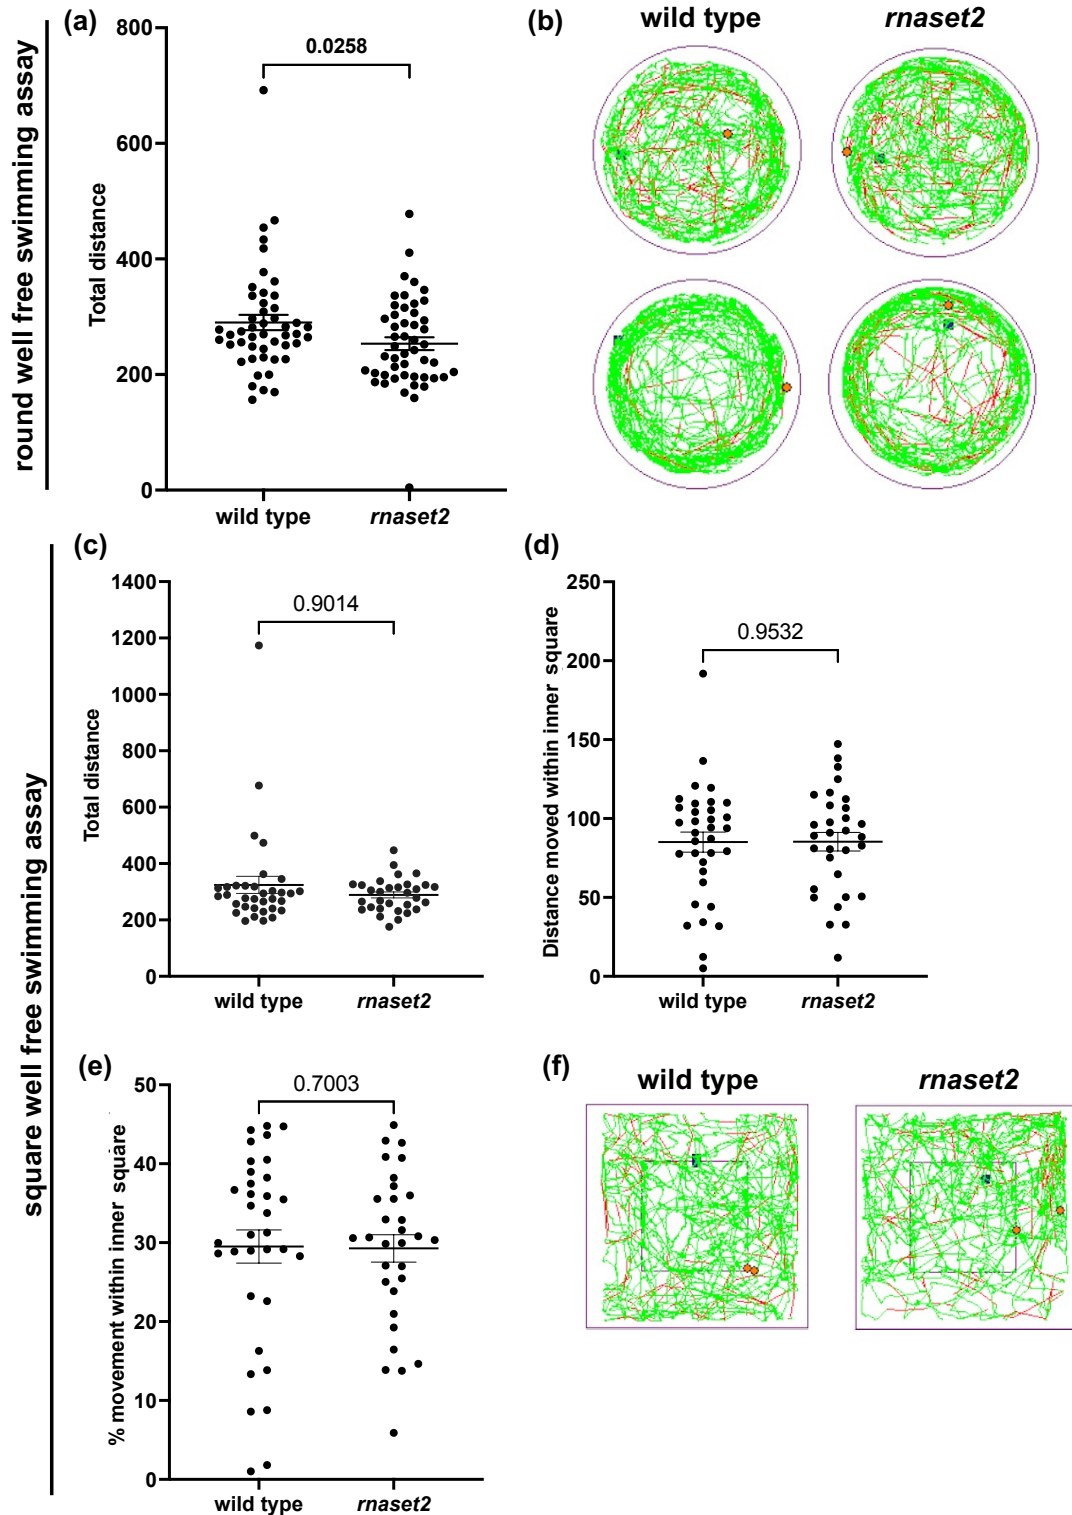 round well free swimming assay
(a)
0.0258
Total distance
800
600
400
200
0
wild type
rnaset2
(b)
wild type
rnaset2
square well free swimming assay
(c)
0.9014
Total distance
1400
1200
1000
800
600
400
200
0
wild type
rnaset2
(d)
0.9532
Distance moved within inner square
250
200
150
100
50
0
wild type
rnaset2
(e)
0.7003
% movement within inner square
50
40
30
20
10
0
wild type
rnaset2
(f)
wild type
rnaset2